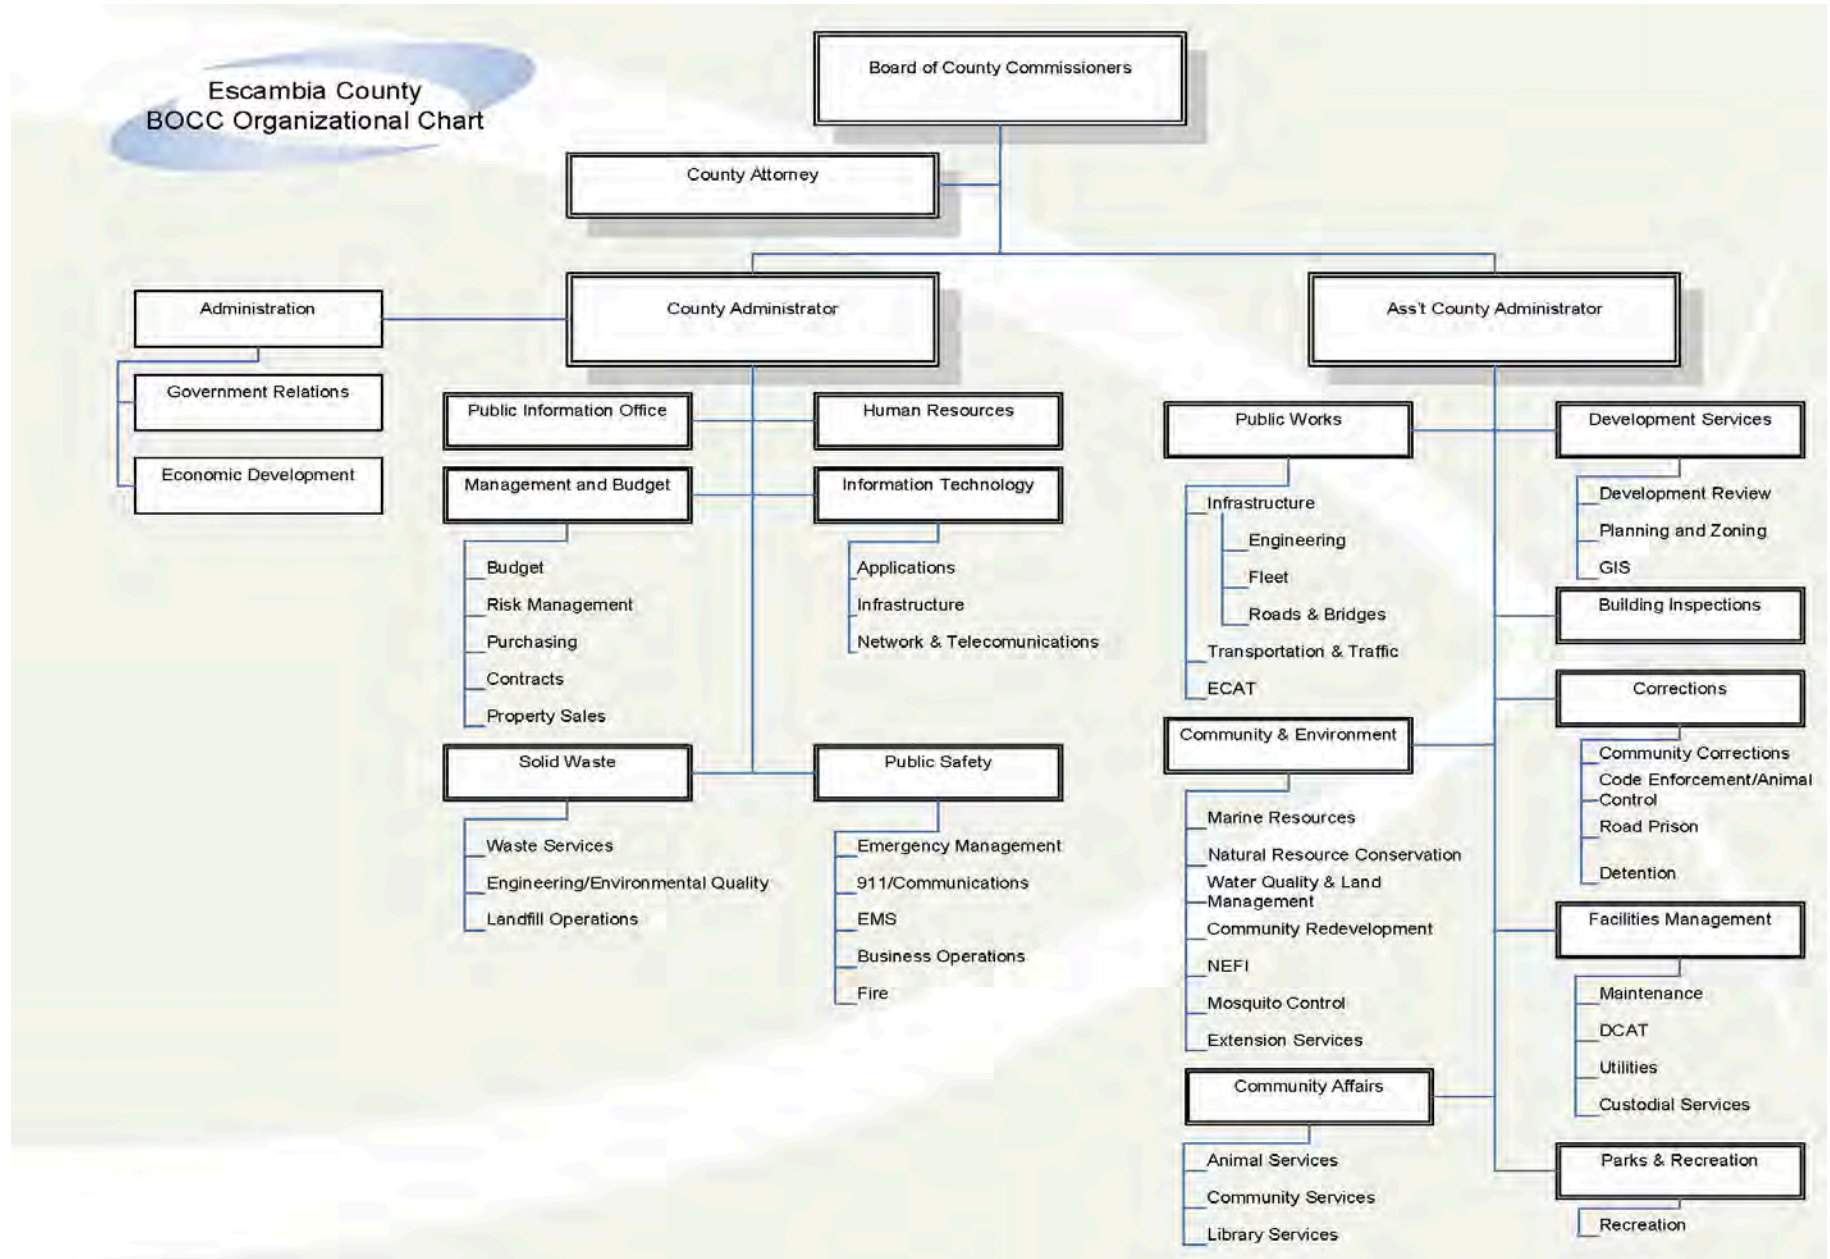 Escambia County
BOCC Organizational Chart
Board of County Commissioners
County Attorney
Administration
County Administrator
Ass't County Administrator
Government Relations
Economic Development
Public Information Office
Human Resources
Management and Budget
Information Technology
Budget
Risk Management
Purchasing
Contracts
Property Sales
Applications
Infrastructure
Network & Telecomunications
Solid Waste
Public Safety
Waste Services
Engineering/Environmental Quality
Landfill Operations
Emergency Management
911/Communications
EMS
Business Operations
Fire
Public Works
Infrastructure
Engineering
Fleet
Roads & Bridges
Transportation & Traffic
ECAT
Community & Environment
Marine Resources
Natural Resource Conservation
Water Quality & Land
Management
Community Redevelopment
NEFI
Mosquito Control
Extension Services
Community Affairs
Animal Services
Community Services
Library Services
Development Services
Development Review
Planning and Zoning
GIS
Building Inspections
Corrections
Community Corrections
Code Enforcement/Animal
Control
Road Prison
Detention
Facilities Management
Maintenance
DCAT
Utilities
Custodial Services
Parks & Recreation
Recreation